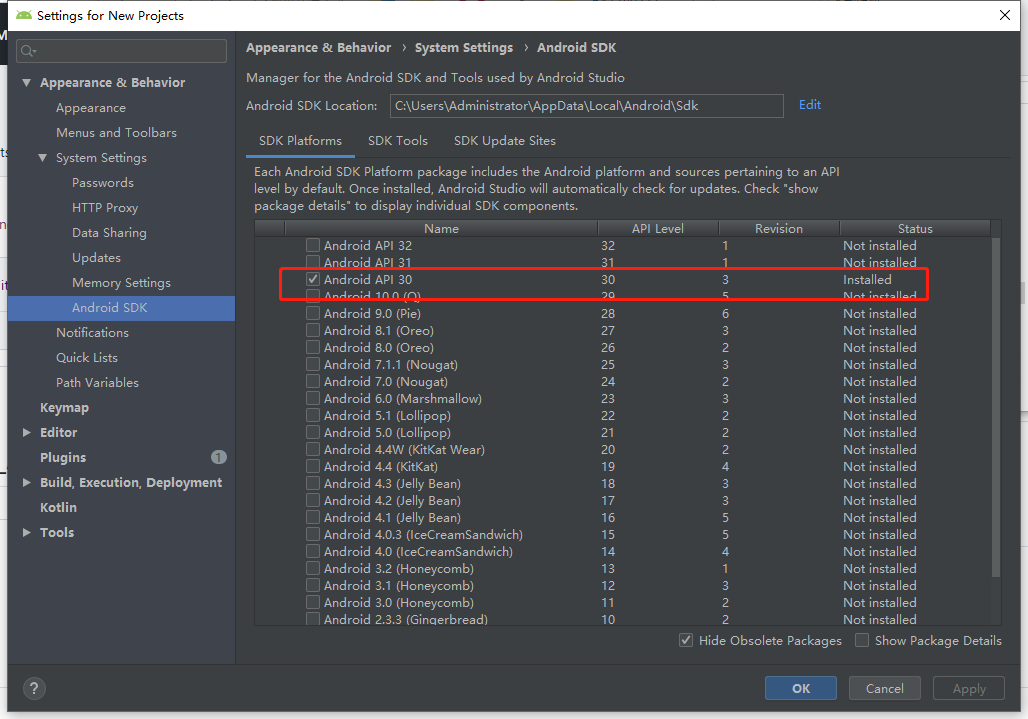 Settings for New Projects
Appearance & Behavior
Appearance
Menus and Toolbars
System Settings
Passwords
HTTP Proxy
Data Sharing
Updates
Memory Settings
Android SDK
Notifications
Quick Lists
Path Variables
Keymap
Editor
Plugins 1
Build, Execution, Deployment
Kotlin
Tools
Appearance & Behavior › System Settings › Android SDK
Manager for the Android SDK and Tools used by Android Studio
Android SDK Location: C:\Users\Administrator\AppData\Local\Android\Sdk Edit
SDK Platforms SDK Tools SDK Update Sites
Each Android SDK Platform package includes the Android platform and sources pertaining to an API
level by default. Once installed, Android Studio will automatically check for updates. Check "show
package details" to display individual SDK components.
Name API Level Revision Status
Android API 32 32 1 Not installed
Android API 31 31 1 Not installed
Android API 30 30 3 Installed
Android 10.0 (Q) 29 5 Not installed
Android 9.0 (Pie) 28 6 Not installed
Android 8.1 (Oreo) 27 3 Not installed
Android 8.0 (Oreo) 26 2 Not installed
Android 7.1.1 (Nougat) 25 3 Not installed
Android 7.0 (Nougat) 24 2 Not installed
Android 6.0 (Marshmallow) 23 3 Not installed
Android 5.1 (Lollipop) 22 2 Not installed
Android 5.0 (Lollipop) 21 2 Not installed
Android 4.4W (KitKat Wear) 20 2 Not installed
Android 4.4 (KitKat) 19 4 Not installed
Android 4.3 (Jelly Bean) 18 3 Not installed
Android 4.2 (Jelly Bean) 17 3 Not installed
Android 4.1 (Jelly Bean) 16 5 Not installed
Android 4.0.3 (IceCreamSandwich) 15 5 Not installed
Android 4.0 (IceCreamSandwich) 14 4 Not installed
Android 3.2 (Honeycomb) 13 1 Not installed
Android 3.1 (Honeycomb) 12 3 Not installed
Android 3.0 (Honeycomb) 11 2 Not installed
Android 2.3.3 (Gingerbread) 10 2 Not installed
Hide Obsolete Packages Show Package Details
? OK Cancel Apply